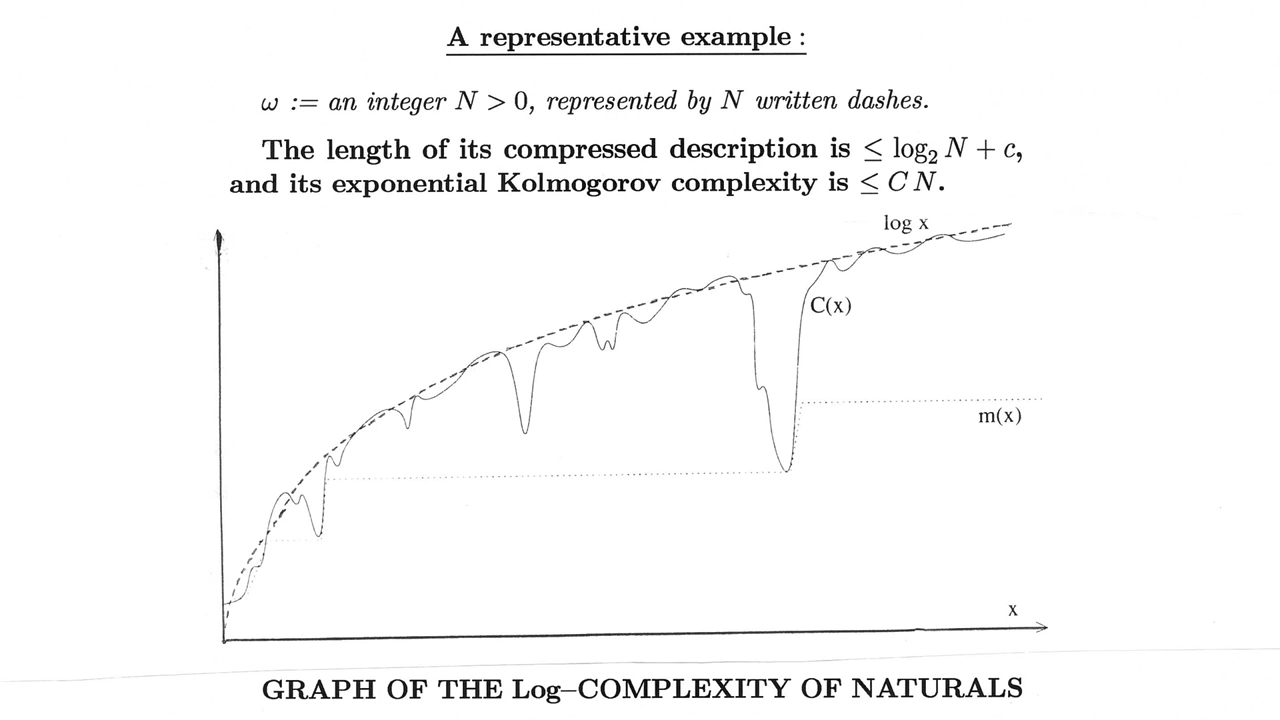 A representative example :
ω := an integer N > 0, represented by N written dashes.
The length of its compressed description is ≤ log₂ N + c,
and its exponential Kolmogorov complexity is ≤ C N.
log x
C(x)
m(x)
x
GRAPH OF THE Log–COMPLEXITY OF NATURALS